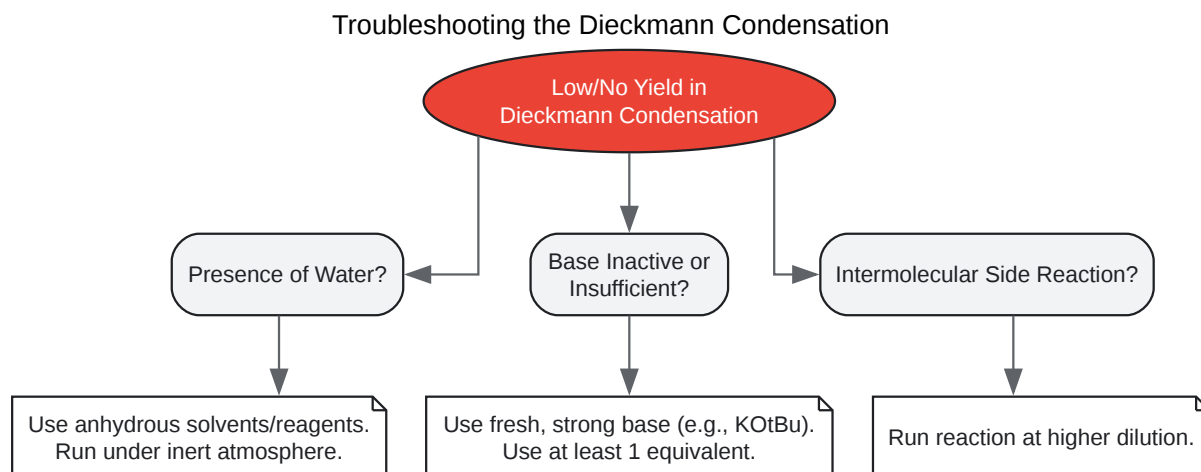 Troubleshooting the Dieckmann Condensation
Low/No Yield in
Dieckmann Condensation
Presence of Water?
Base Inactive or
Insufficient?
Intermolecular Side Reaction?
Use anhydrous solvents/reagents.
Run under inert atmosphere.
Use fresh, strong base (e.g., KOtBu).
Use at least 1 equivalent.
Run reaction at higher dilution.